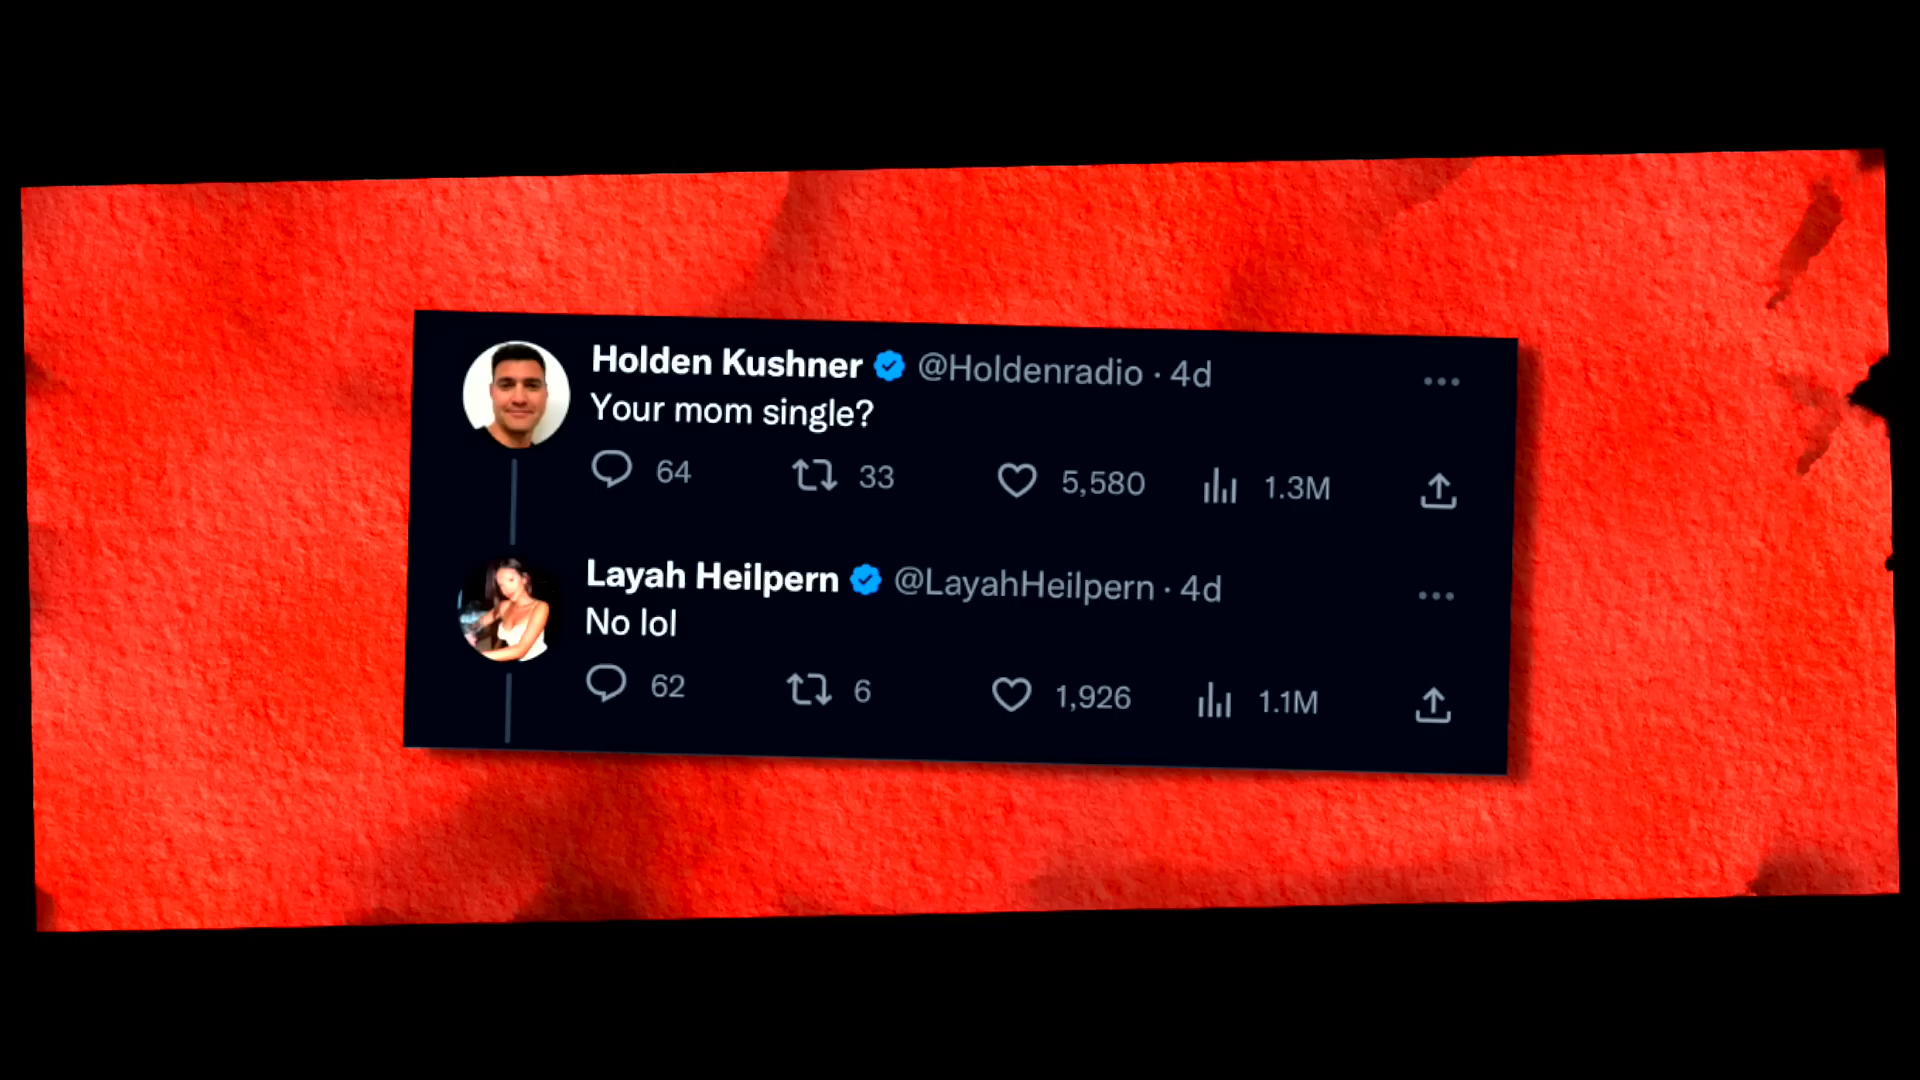 Holden Kushner @Holdenradio · 4d
Your mom single?
64 33 5,580 1.3M
Layah Heilpern @LayahHeilpern · 4d
No lol
62 6 1,926 1.1M